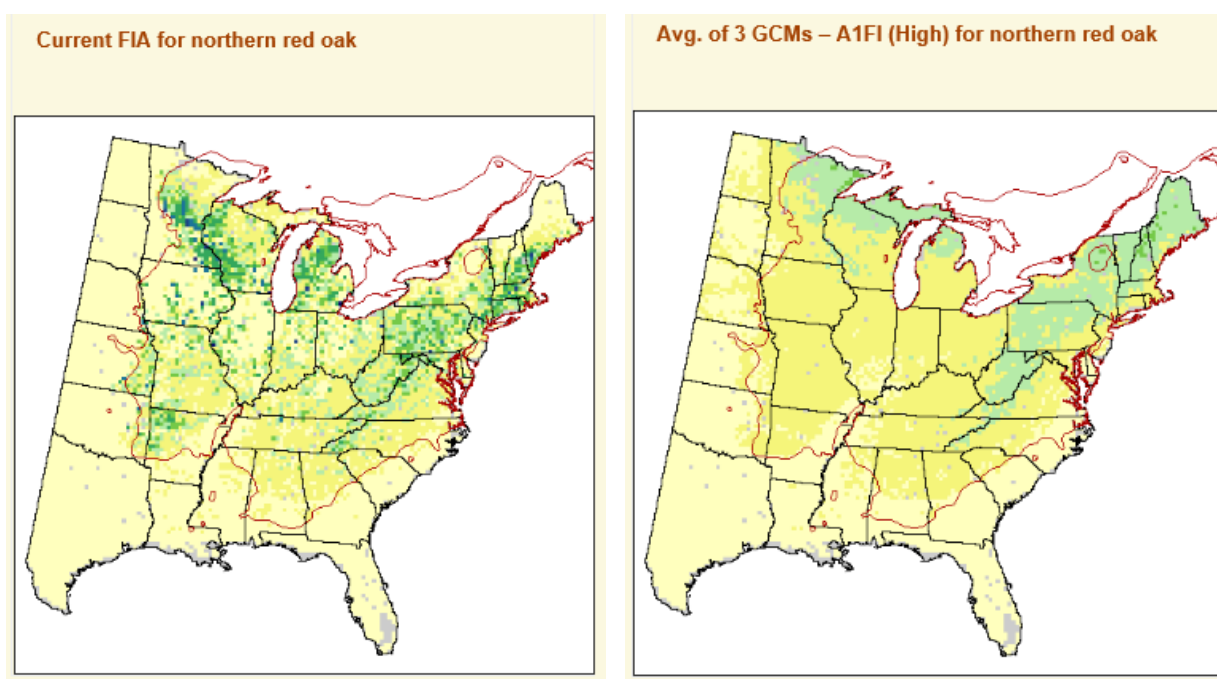 Current FIA for northern red oak
Avg. of 3 GCMs – A1FI (High) for northern red oak